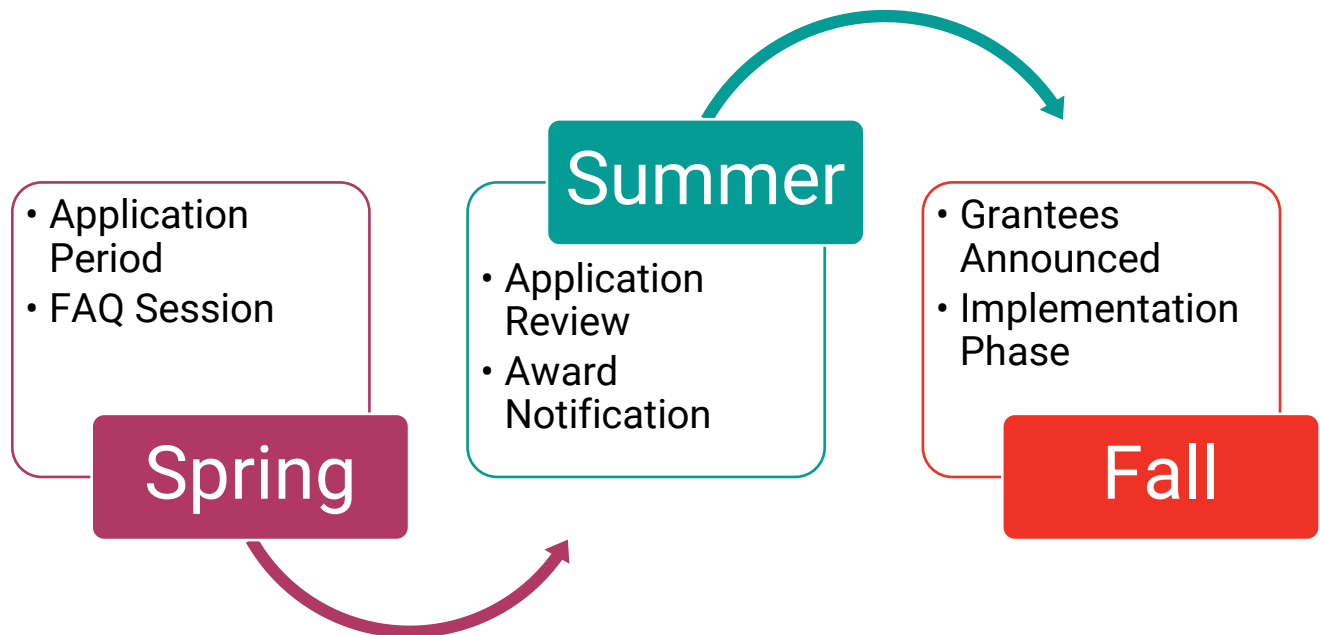 • Application
Period
• FAQ Session
Spring
Summer
• Application
Review
• Award
Notification
• Grantees
Announced
• Implementation
Phase
Fall